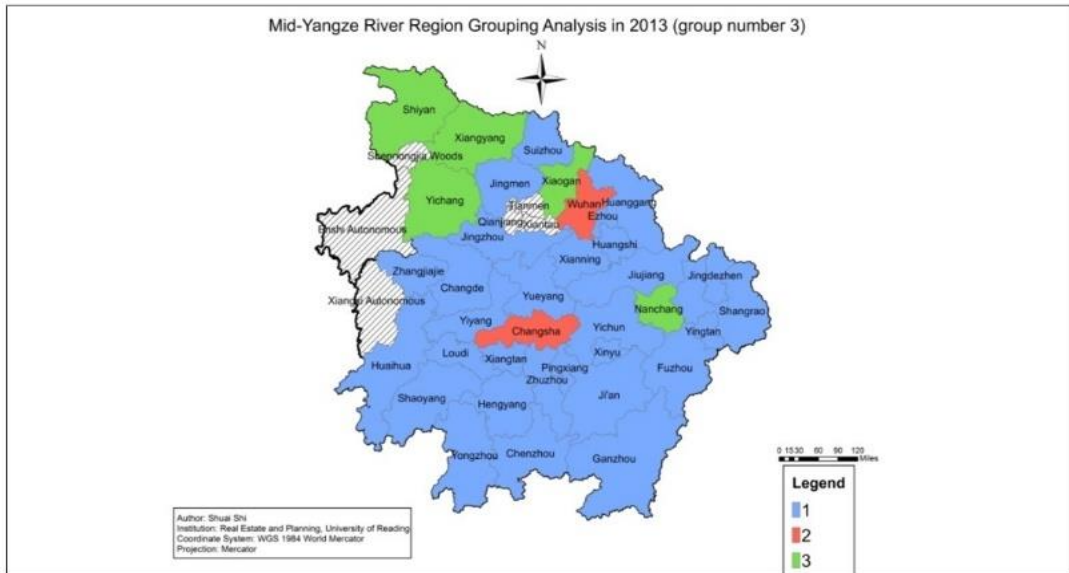 Mid-Yangze River Region Grouping Analysis in 2013 (group number 3)
N
Shiyan
Xiangyang
Suizhou
Shennongjia Woods
Jingmen
Xiaogan
Yichang
Tianmen
Wuhan
Huanggang
Ezhou
Qianjiang
Xiantao
Enshi Autonomous
Jingzhou
Huangshi
Xianning
Zhangjiajie
Jiujiang
Jingdezhen
Changde
Xiangxi Autonomous
Yueyang
Nanchang
Shangrao
Yiyang
Changsha
Yichun
Yingtan
Loudi
Xiangtan
Xinyu
Huaihua
Pingxiang
Fuzhou
Zhuzhou
Shaoyang
Hengyang
Ji'an
Yongzhou
Chenzhou
Ganzhou
0 15 30 60 90 120
Miles
Legend
1
2
3
Author: Shuai Shi
Institution: Real Estate and Planning, University of Reading
Coordinate System: WGS 1984 World Mercator
Projection: Mercator